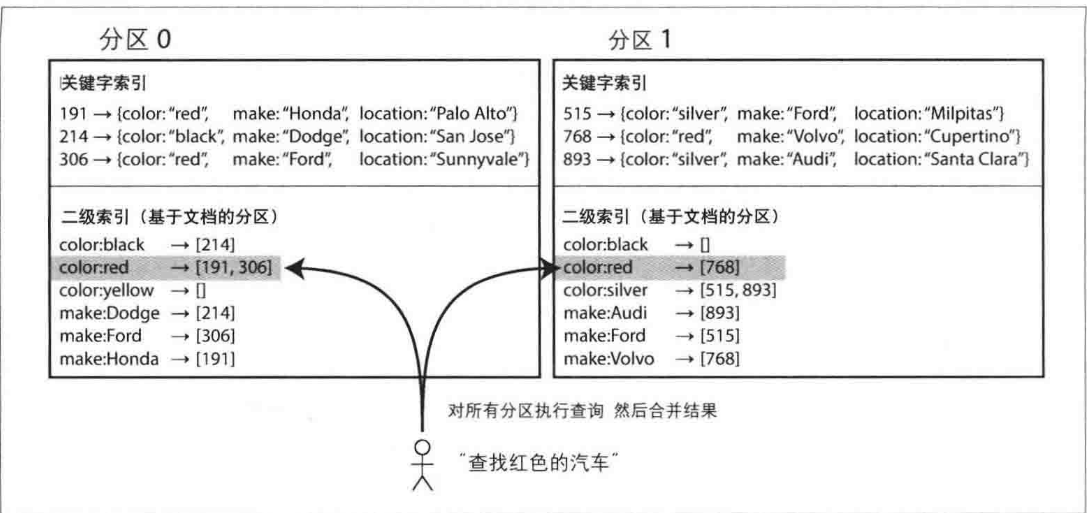 分区 0
关键字索引
191 → {color: “red”, make: “Honda”, location: “Palo Alto”}
214 → {color: “black”, make: “Dodge”, location: “San Jose”}
306 → {color: “red”, make: “Ford”, location: “Sunnyvale”}
二级索引（基于文档的分区）
color:black → [214]
color:red → [191, 306]
color:yellow → []
make:Dodge → [214]
make:Ford → [306]
make:Honda → [191]
分区 1
关键字索引
515 → {color: “silver”, make: “Ford”, location: “Milpitas”}
768 → {color: “red”, make: “Volvo”, location: “Cupertino”}
893 → {color: “silver”, make: “Audi”, location: “Santa Clara”}
二级索引（基于文档的分区）
color:black → []
color:red → [768]
color:silver → [515, 893]
make:Audi → [893]
make:Ford → [515]
make:Volvo → [768]
对所有分区执行查询 然后合并结果
“查找红色的汽车”